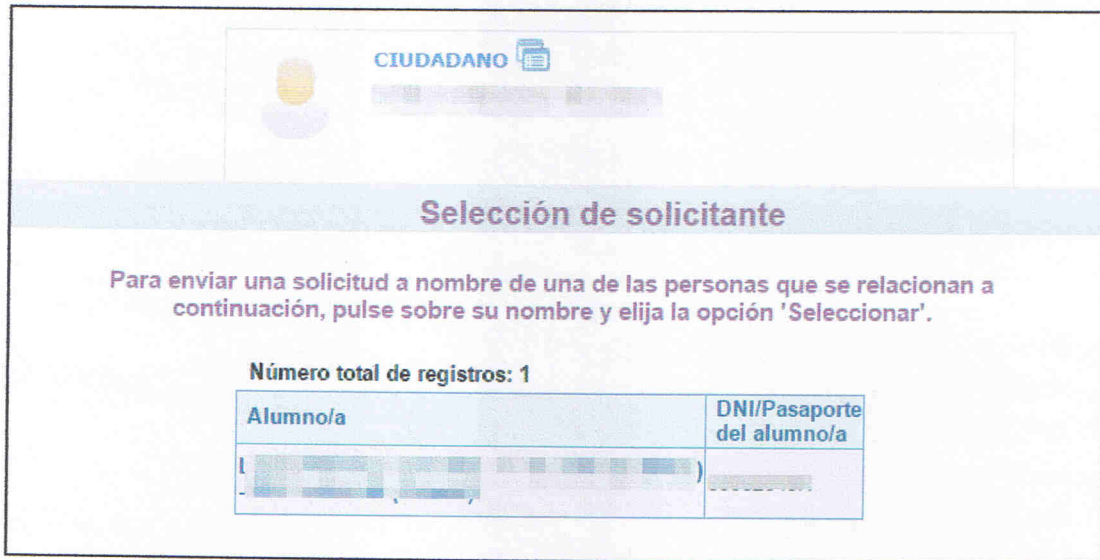 CIUDADANO
Selección de solicitante
Para enviar una solicitud a nombre de una de las personas que se relacionan a
continuación, pulse sobre su nombre y elija la opción 'Seleccionar'.
Número total de registros: 1
Alumno/a
DNI/Pasaporte
del alumno/a